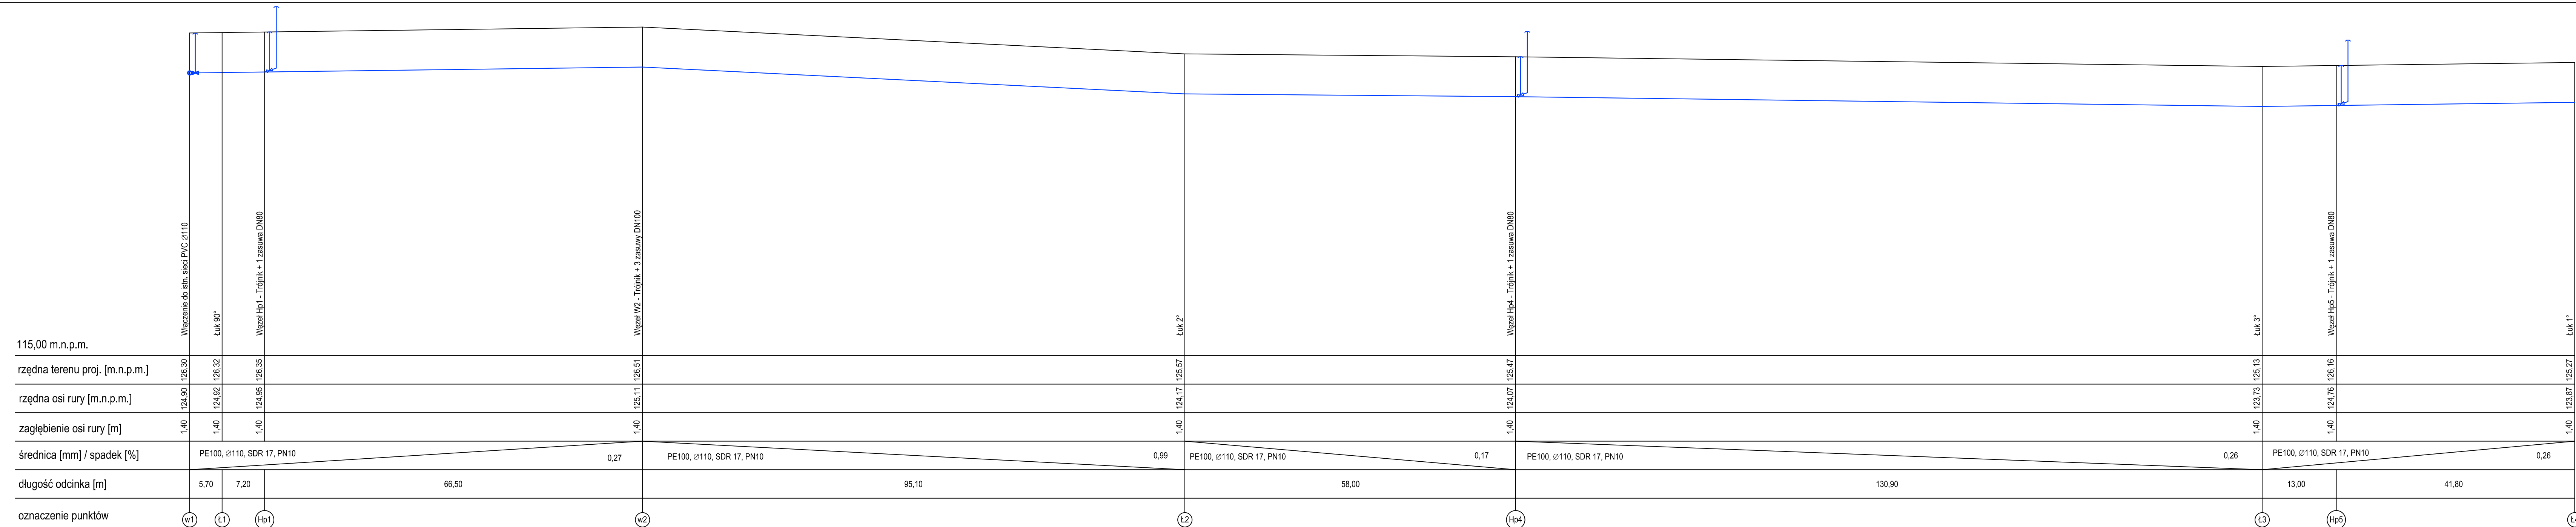 Włączenie do istn. sieci PVC ∅110
Łuk 90°
Węzeł Hp1 - Trójnik + 1 zasuwa DN80
Węzeł W2 - Trójnik + 3 zasuwy DN100
Łuk 2°
Węzeł Hp4 - Trójnik + 1 zasuwa DN80
Łuk 3°
Węzeł Hp5 - Trójnik + 1 zasuwa DN80
Łuk 1°
115,00 m.n.p.m.
rzędna terenu proj. [m.n.p.m.] 126,30 126,32 126,35 126,51 125,57 125,47 125,13 126,16 125,27
rzędna osi rury [m.n.p.m.] 124,90 124,92 124,95 125,11 124,17 124,07 123,73 124,76 123,87
zagłębienie osi rury [m] 1,40 1,40 1,40 1,40 1,40 1,40 1,40 1,40 1,40
średnica [mm] / spadek [%] PE100, ∅110, SDR 17, PN10 0,27 PE100, ∅110, SDR 17, PN10 0,99 PE100, ∅110, SDR 17, PN10 0,17 PE100, ∅110, SDR 17, PN10 0,26 PE100, ∅110, SDR 17, PN10 0,26
długość odcinka [m] 5,70 7,20 66,50 95,10 58,00 130,90 13,00 41,80
oznaczenie punktów w1 Ł1 Hp1 w2 Ł2 Hp4 Ł3 Hp5